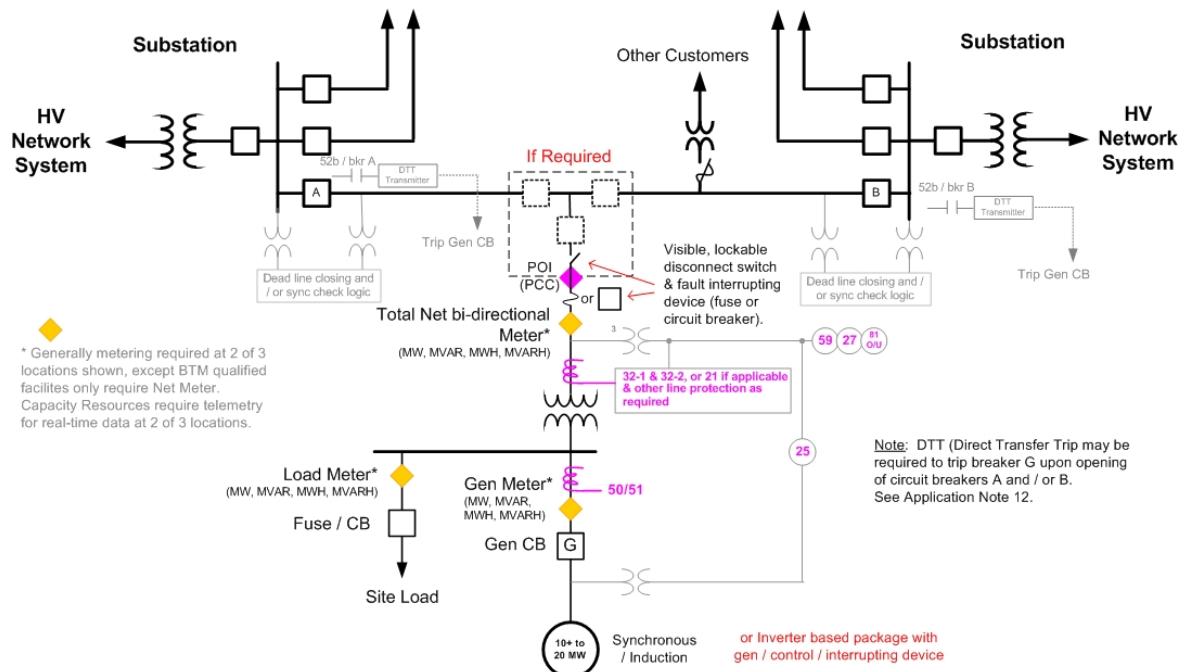 Substation
Substation
Other Customers
HV
Network
System
HV
Network
System
If Required
52b / bkr A
DTT
Transmitter
A
B
52b / bkr B
DTT
Transmitter
Trip Gen CB
Trip Gen CB
Dead line closing and
/ or sync check logic
Dead line closing and /
or sync check logic
POI
(PCC)
or
Visible, lockable
disconnect switch
& fault interrupting
device (fuse or
circuit breaker).
Total Net bi-directional
Meter*
(MW, MVAR, MWH, MVARH)
3
59
27
81
O/U
* Generally metering required at 2 of 3
locations shown, except BTM qualified
facilites only require Net Meter.
Capacity Resources require telemetry
for real-time data at 2 of 3 locations.
32-1 & 32-2, or 21 if applicable
& other line protection as
required
25
Note: DTT (Direct Transfer Trip may be
required to trip breaker G upon opening
of circuit breakers A and / or B.
See Application Note 12.
Load Meter*
(MW, MVAR, MWH, MVARH)
Gen Meter*
(MW, MVAR,
MWH, MVARH)
50/51
Fuse / CB
Gen CB
G
Site Load
10+ to
20 MW
Synchronous
/ Induction
or Inverter based package with
gen / control / interrupting device